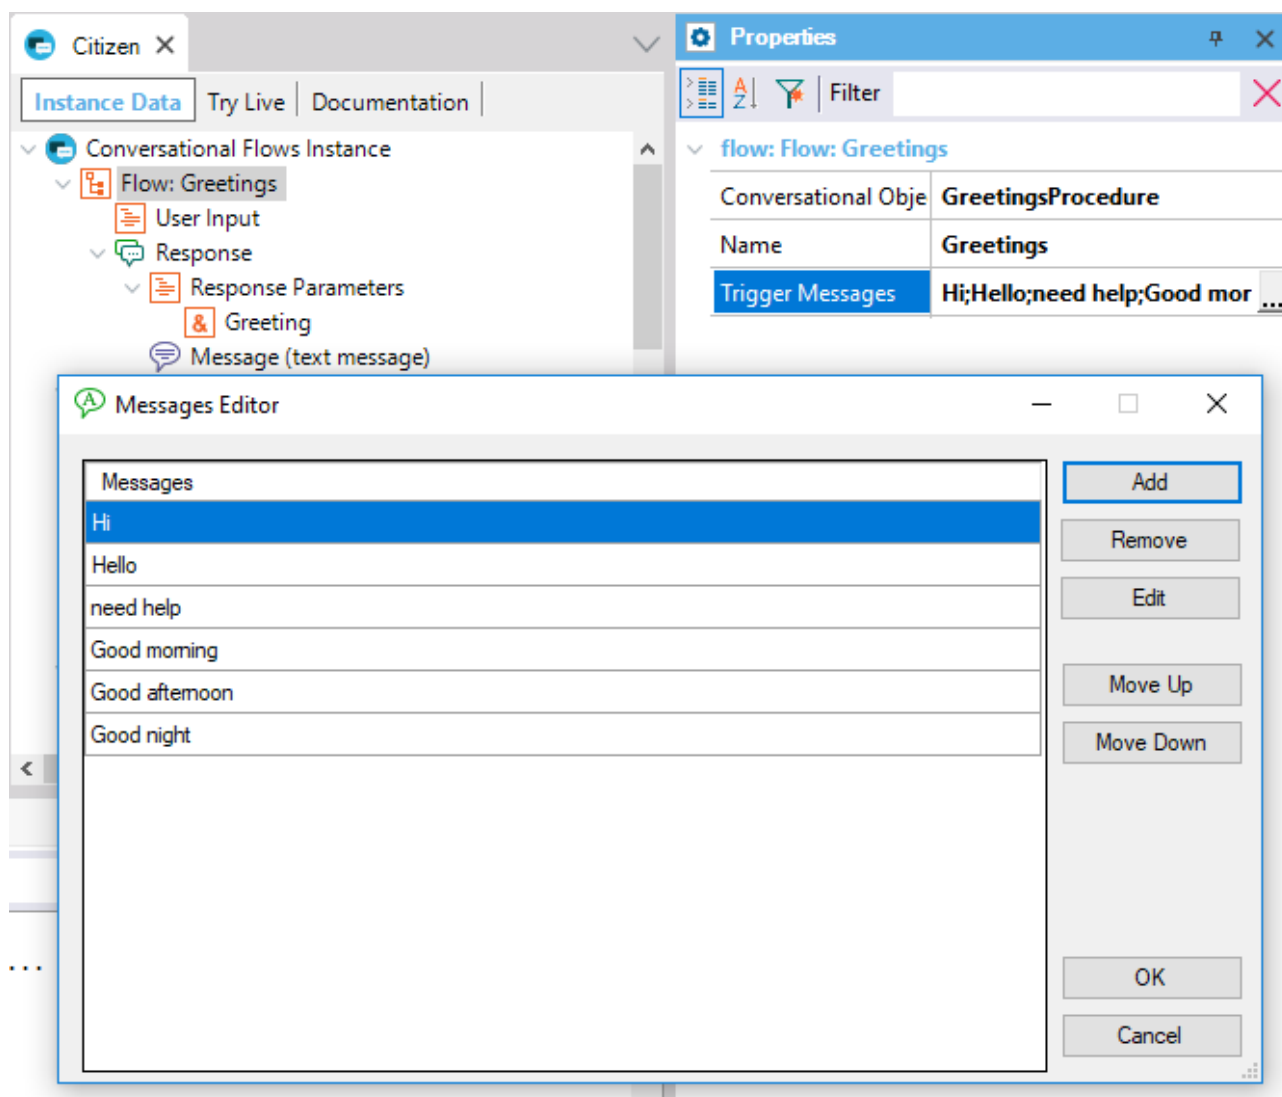 Citizen
Instance Data Try Live Documentation
Conversational Flows Instance
Flow: Greetings
User Input
Response
Response Parameters
& Greeting
Message (text message)
Properties
A Z Filter
flow: Flow: Greetings
Conversational Obje GreetingsProcedure
Name Greetings
Trigger Messages Hi;Hello;need help;Good mor ...
A Messages Editor
Messages
Hi
Hello
need help
Good morning
Good afternoon
Good night
Add
Remove
Edit
Move Up
Move Down
OK
Cancel
...